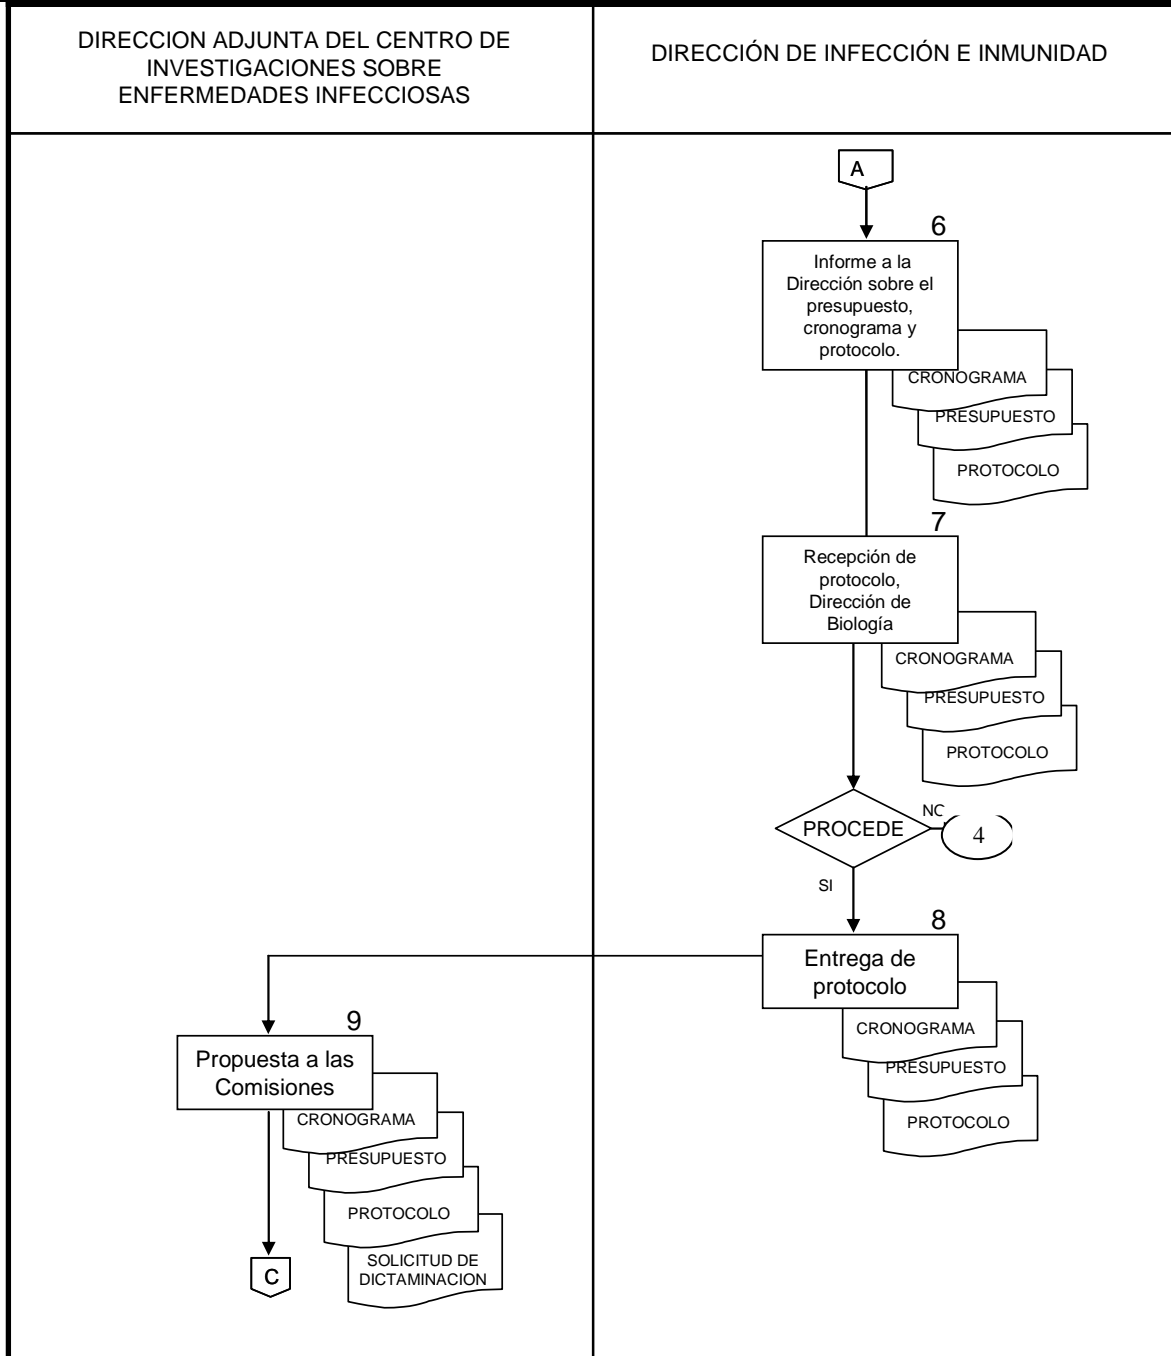 DIRECCION ADJUNTA DEL CENTRO DE
INVESTIGACIONES SOBRE
ENFERMEDADES INFECCIOSAS
DIRECCIÓN DE INFECCIÓN E INMUNIDAD
A
6
Informe a la
Dirección sobre el
presupuesto,
cronograma y
protocolo.
CRONOGRAMA
PRESUPUESTO
PROTOCOLO
7
Recepción de
protocolo,
Dirección de
Biología
CRONOGRAMA
PRESUPUESTO
PROTOCOLO
PROCEDE
NO
4
SI
8
Entrega de
protocolo
CRONOGRAMA
PRESUPUESTO
PROTOCOLO
9
Propuesta a las
Comisiones
CRONOGRAMA
PRESUPUESTO
PROTOCOLO
SOLICITUD DE
DICTAMINACION
C